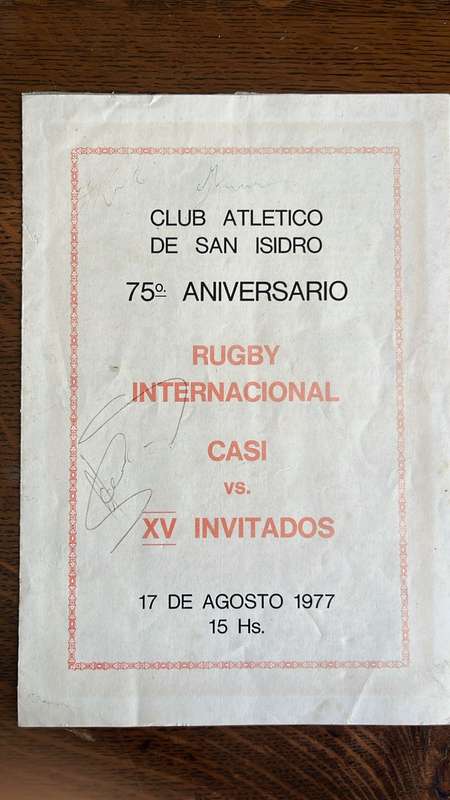 CLUB ATLETICO
DE SAN ISIDRO
75º ANIVERSARIO
RUGBY
INTERNACIONAL
CASI
vs.
XV INVITADOS
17 DE AGOSTO 1977
15 Hs.